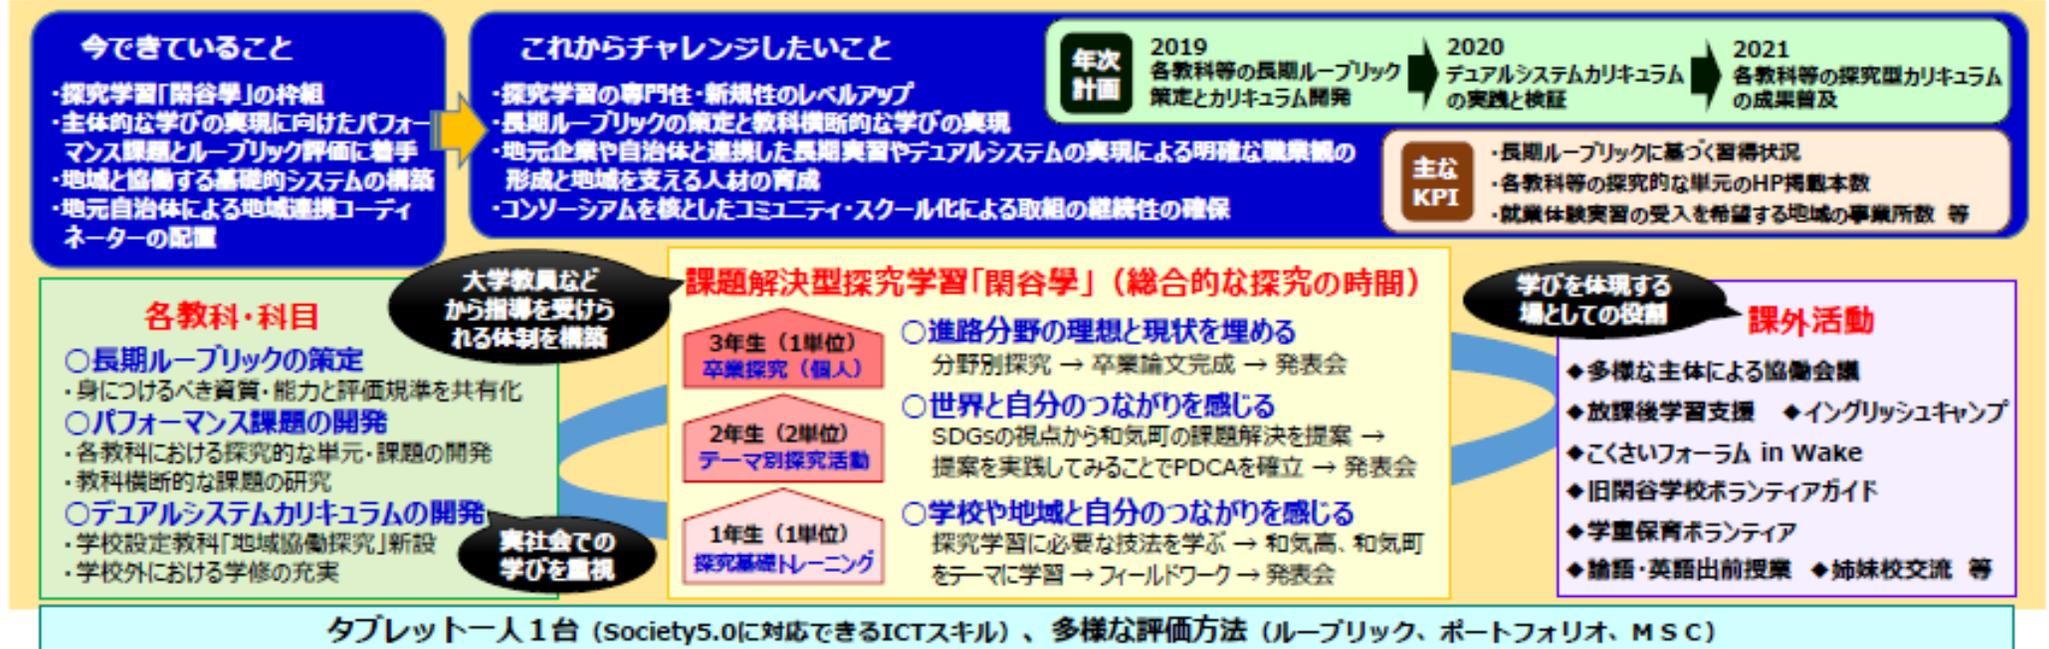 今できていること
・探究学習「閑谷學」の枠組
・主体的な学びの実現に向けたパフォー
マンス課題とルーブリック評価に着手
・地域と協働する基礎的システムの構築
・地元自治体による地域連携コーディ
ネーターの配置
これからチャレンジしたいこと
・探究学習の専門性・新規性のレベルアップ
・長期ルーブリックの策定と教科横断的な学びの実現
・地元企業や自治体と連携した長期実習やデュアルシステムの実現による明確な職業観の
形成と地域を支える人材の育成
・コンソーシアムを核としたコミュニティ・スクール化による取組の継続性の確保
年次
計画
2019
各教科等の長期ルーブリック
策定とカリキュラム開発
2020
デュアルシステムカリキュラム
の実践と検証
2021
各教科等の探究型カリキュラム
の成果普及
主な
KPI
・長期ルーブリックに基づく習得状況
・各教科等の探究的な単元のHP掲載本数
・就業体験実習の受入を希望する地域の事業所数 等
各教科・科目
○長期ルーブリックの策定
・身につけるべき資質・能力と評価規準を共有化
○パフォーマンス課題の開発
・各教科における探究的な単元・課題の開発
・教科横断的な課題の研究
○デュアルシステムカリキュラムの開発
・学校設定教科「地域協働探究」新設
・学校外における学修の充実
大学教員など
から指導を受けら
れる体制を構築
実社会での
学びを重視
課題解決型探究学習「閑谷學」（総合的な探究の時間）
3年生（1単位）
卒業探究（個人）
○進路分野の理想と現状を埋める
分野別探究 → 卒業論文完成 → 発表会
2年生（2単位）
テーマ別探究活動
○世界と自分のつながりを感じる
SDGsの視点から和気町の課題解決を提案 →
提案を実践してみることでPDCAを確立 → 発表会
1年生（1単位）
探究基礎トレーニング
○学校や地域と自分のつながりを感じる
探究学習に必要な技法を学ぶ → 和気高、和気町
をテーマに学習 → フィールドワーク → 発表会
学びを体現する
場としての役割
課外活動
◆多様な主体による協働会議
◆放課後学習支援 ◆イングリッシュキャンプ
◆こくさいフォーラム in Wake
◆旧閑谷学校ボランティアガイド
◆学童保育ボランティア
◆論語・英語出前授業 ◆姉妹校交流 等
タブレット一人１台（Society5.0に対応できるICTスキル）、多様な評価方法（ルーブリック、ポートフォリオ、ＭＳＣ）